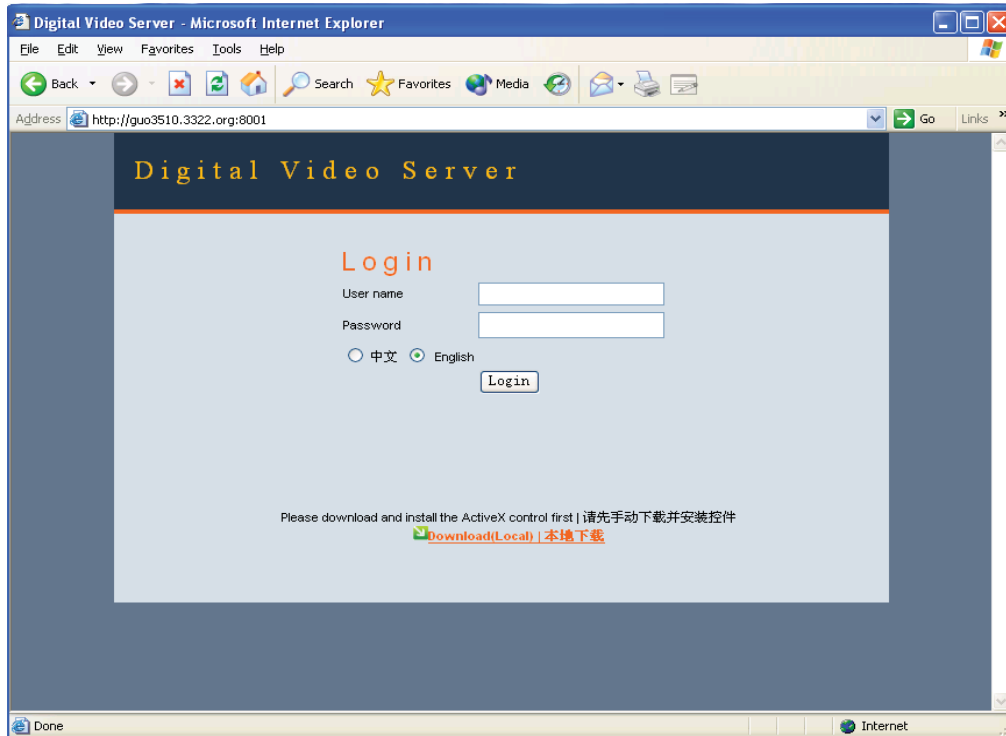 Digital Video Server - Microsoft Internet Explorer
File Edit View Favorites Tools Help
Back Search Favorites Media
Address http://guo3510.3322.org:8001 Go Links »
Digital Video Server
Login
User name
Password
中文 English
Login
Please download and install the ActiveX control first | 请先手动下载并安装控件
Download(Local) | 本地下载
Done Internet